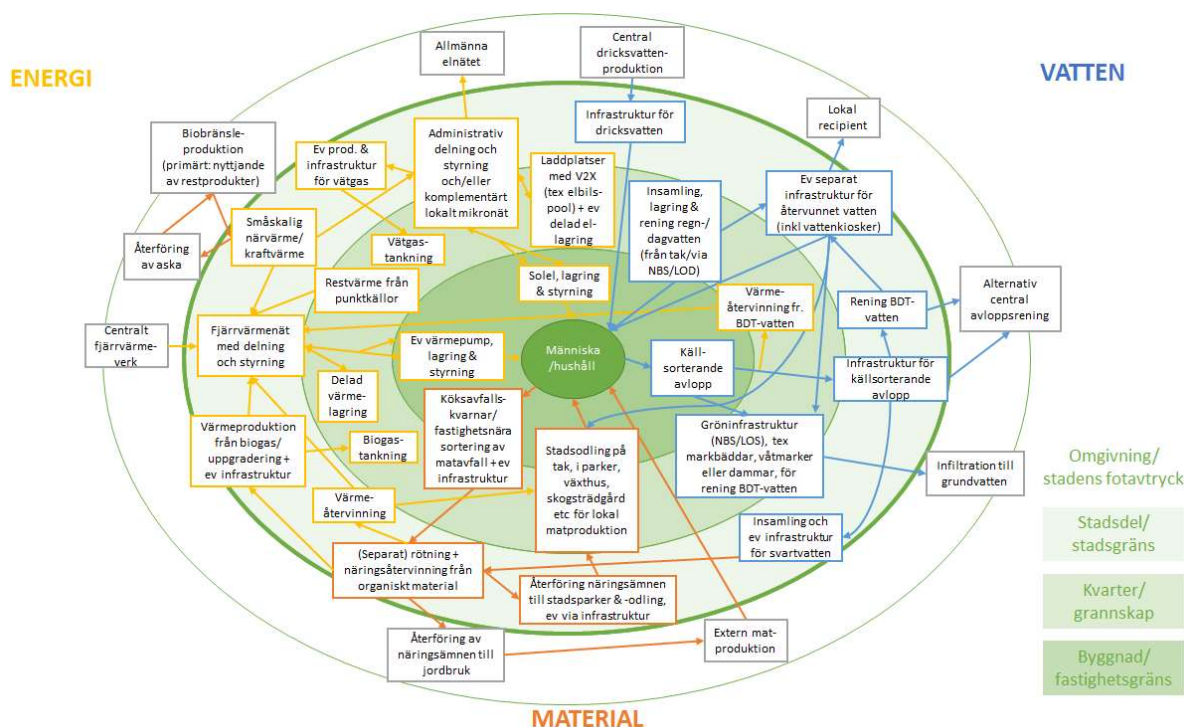 ENERGI
VATTEN
Allmänna
elnätet
Central
dricksvatten-
produktion
Lokal
recipient
Infrastruktur för
dricksvatten
Biobränsle-
produktion
(primärt: nyttjande
av restprodukter)
Ev prod. &
infrastruktur
för vätgas
Administrativ
delning och
styrning
och/eller
komplementärt
lokalt mikronät
Laddplatser
med V2X
(tex elbils-
pool) + ev
delad el-
lagring
Insamling,
lagring &
rening regn-/
dagvatten
(från tak/via
NBS/LOD)
Ev separat
infrastruktur för
återvunnet vatten
(inkl vattenkiosker)
Småskalig
närvärme/
kraftvärme
Återföring
av aska
Vätgas-
tankning
Solel, lagring
& styrning
Restvärme från
punktkällor
Värme-
återvinning fr.
BDT-vatten
Rening BDT-
vatten
Alternativ
central
avloppsrening
Centralt
fjärrvärme-
verk
Fjärrvärmenät
med delning
och styrning
Ev värmepump,
lagring &
styrning
Människa
/hushåll
Käll-
sorterande
avlopp
Infrastruktur för
källsorterande
avlopp
Delad
värme-
lagring
Köksavfalls-
kvarnar/
fastighetsnära
sortering av
matavfall + ev
infrastruktur
Värmeproduktion
från biogas/
uppgradering +
ev infrastruktur
Biogas-
tankning
Stadsodling på
tak, i parker,
växthus,
skogsträdgård
etc för lokal
matproduktion
Gröninfrastruktur
(NBS/LOS), tex
markbäddar, våtmarker
eller dammar, för
rening BDT-vatten
Infiltration till
grundvatten
Värme-
återvinning
Insamling och
ev infrastruktur
för svartvatten
(Separat) rötning +
näringsåtervinning från
organiskt material
Återföring näringsämnen
till stadsparker & -odling,
ev via infrastruktur
Återföring av
näringsämnen till
jordbruk
Extern mat-
produktion
MATERIAL
Omgivning/
stadens fotavtryck
Stadsdel/
stadsgräns
Kvarter/
grannskap
Byggnad/
fastighetsgräns